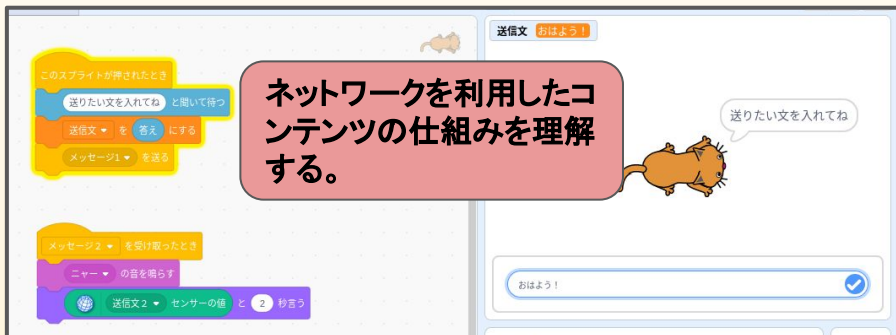 このスプライトが押されたとき
送りたい文を入れてね と聞いて待つ
送信文 を 答え にする
メッセージ1 を送る
メッセージ2 を受け取ったとき
ニャー の音を鳴らす
送信文2 センサーの値 と 2 秒言う
ネットワークを利用したコ
ンテンツの仕組みを理解
する。
送信文 おはよう!
送りたい文を入れてね
おはよう!